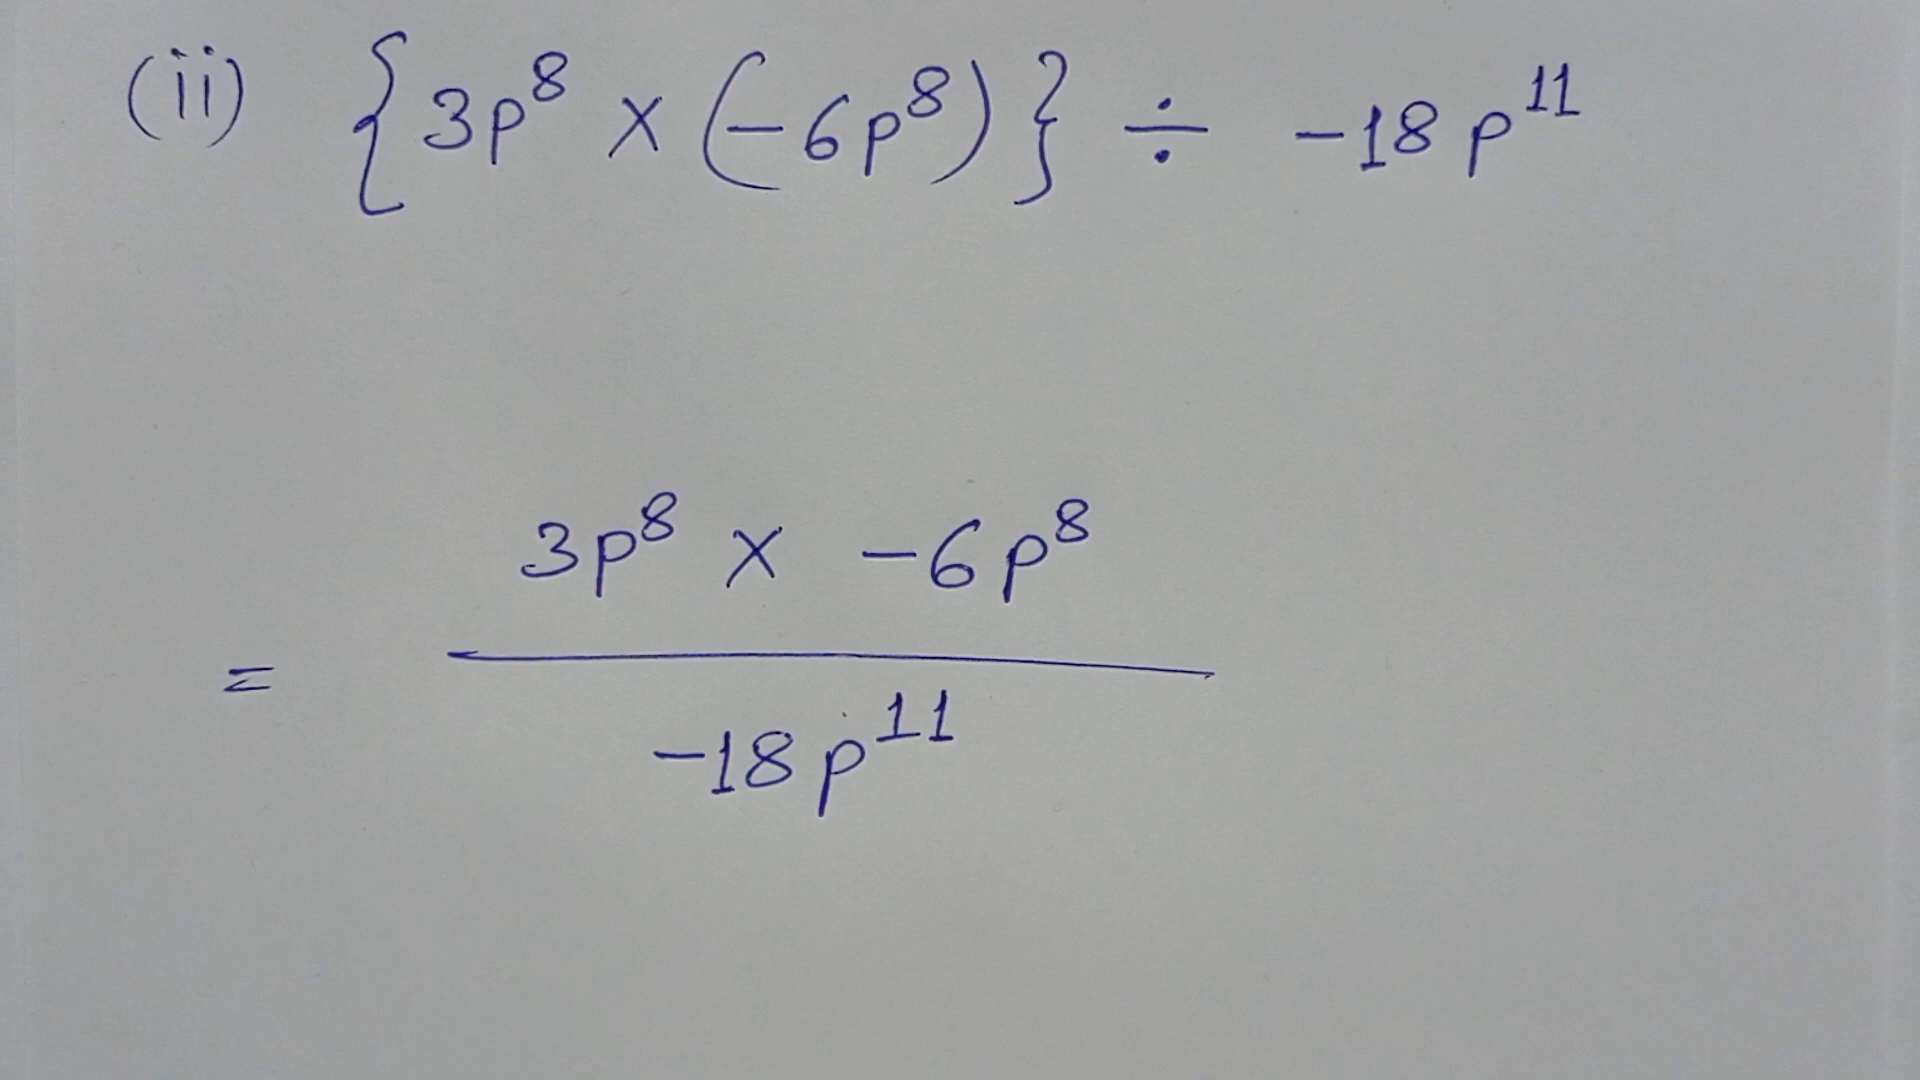 (ii) {3p⁸ × (-6p⁸)} ÷ -18p¹¹
3p⁸ × -6p⁸
=
-18p¹¹